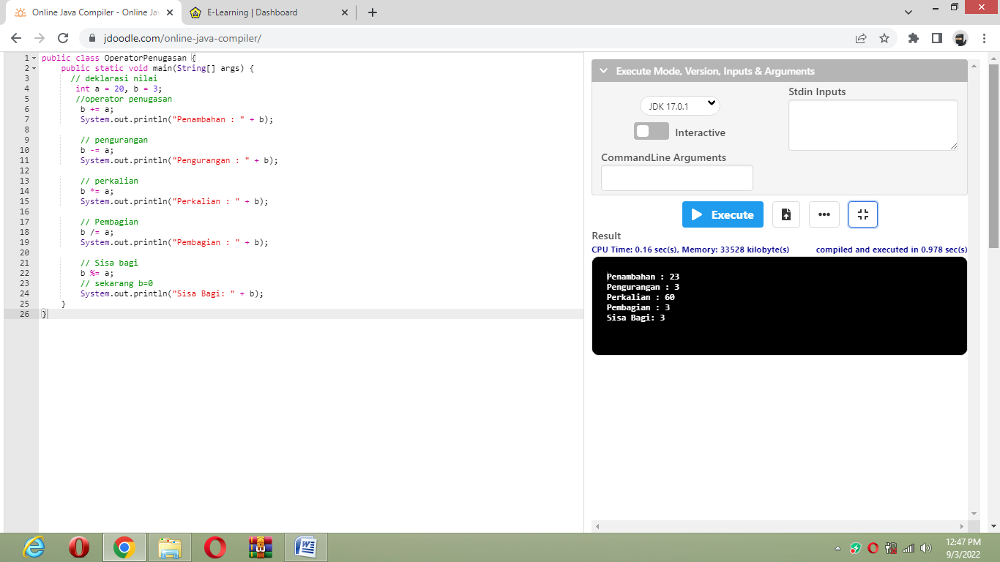 Online Java Compiler - Online Ja
E-Learning | Dashboard
jdoodle.com/online-java-compiler/
1 public class OperatorPenugasan {
2 public static void main(String[] args) {
3 // deklarasi nilai
4 int a = 20, b = 3;
5 //operator penugasan
6 b += a;
7 System.out.println("Penambahan : " + b);
8
9 // pengurangan
10 b -= a;
11 System.out.println("Pengurangan : " + b);
12
13 // perkalian
14 b *= a;
15 System.out.println("Perkalian : " + b);
16
17 // Pembagian
18 b /= a;
19 System.out.println("Pembagian : " + b);
20
21 // Sisa bagi
22 b %= a;
23 // sekarang b=0
24 System.out.println("Sisa Bagi: " + b);
25 }
26 }
Execute Mode, Version, Inputs & Arguments
JDK 17.0.1
Interactive
Stdin Inputs
CommandLine Arguments
Execute
Result
CPU Time: 0.16 sec(s), Memory: 33528 kilobyte(s)
compiled and executed in 0.978 sec(s)
Penambahan : 23
Pengurangan : 3
Perkalian : 60
Pembagian : 3
Sisa Bagi: 3
12:47 PM
9/3/2022